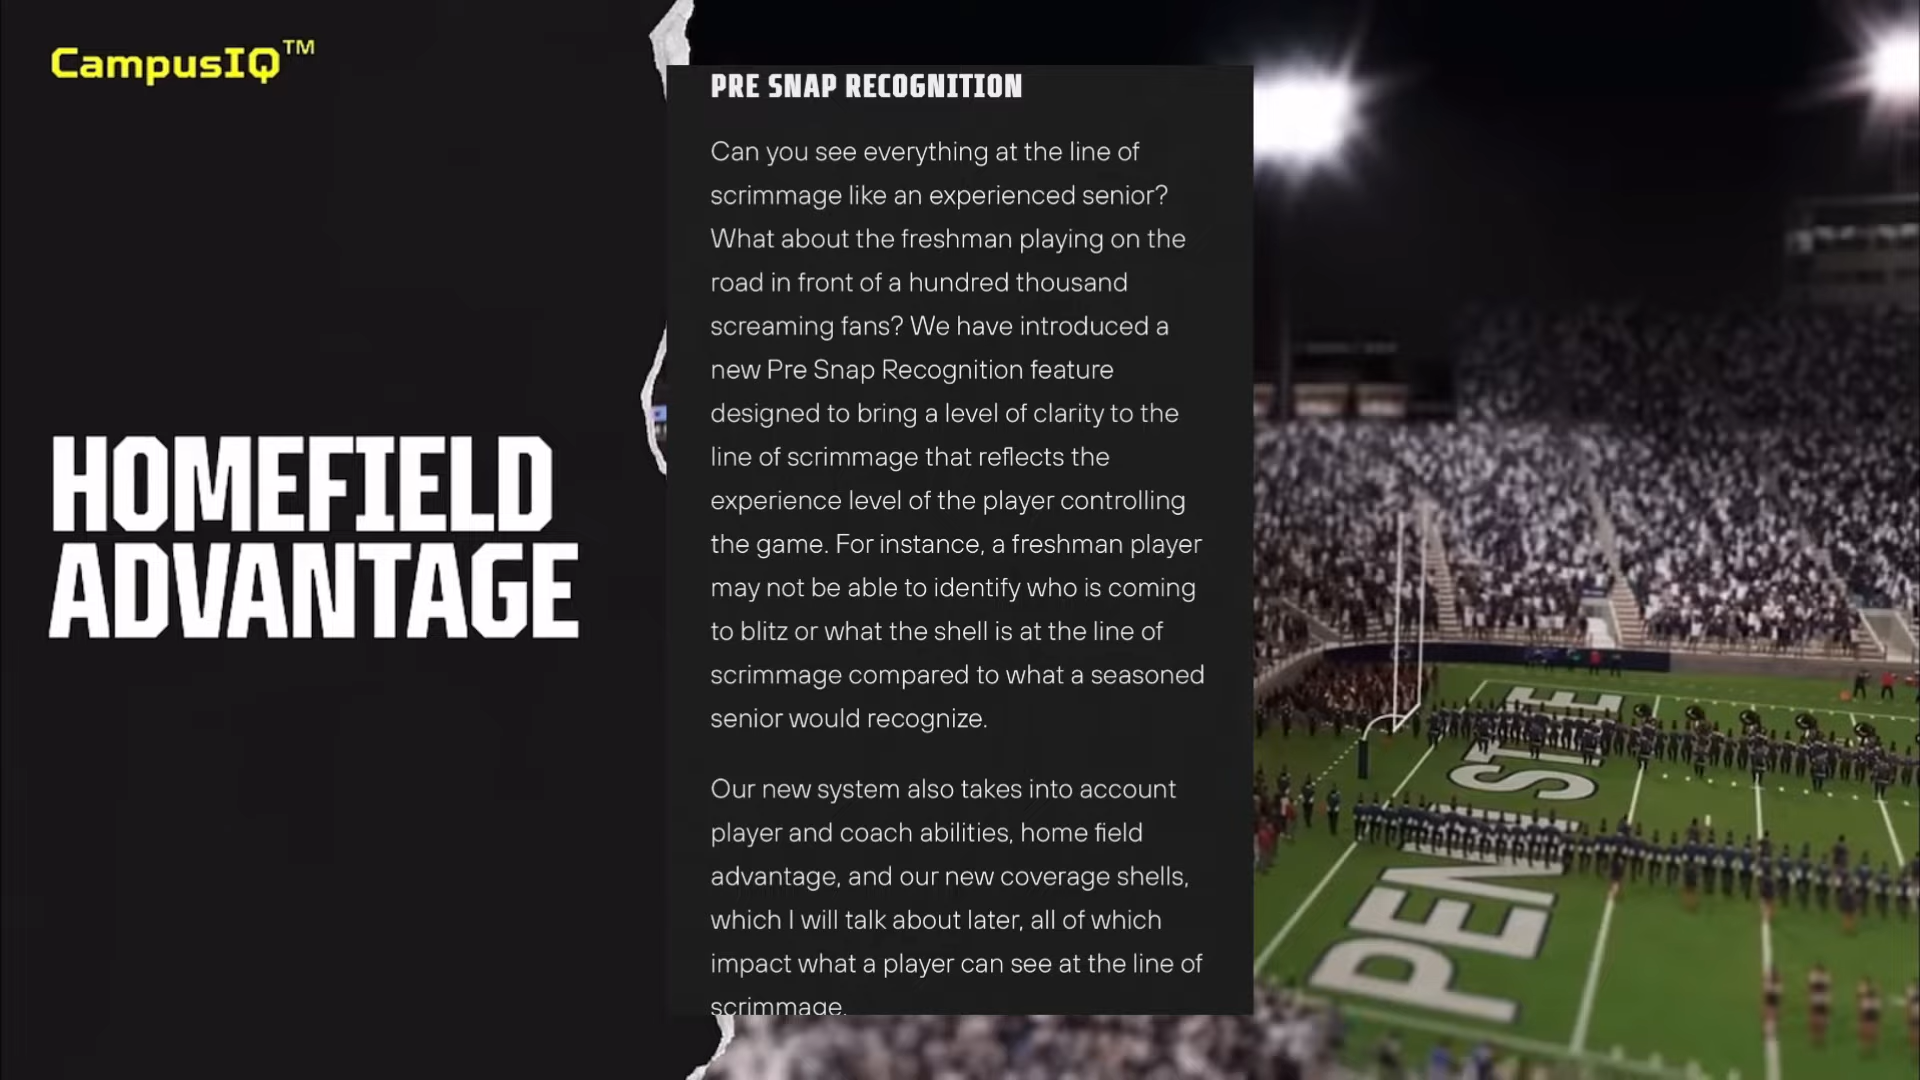 CampusIQ™
HOMEFIELD
ADVANTAGE
PRE SNAP RECOGNITION
Can you see everything at the line of
scrimmage like an experienced senior?
What about the freshman playing on the
road in front of a hundred thousand
screaming fans? We have introduced a
new Pre Snap Recognition feature
designed to bring a level of clarity to the
line of scrimmage that reflects the
experience level of the player controlling
the game. For instance, a freshman player
may not be able to identify who is coming
to blitz or what the shell is at the line of
scrimmage compared to what a seasoned
senior would recognize.
Our new system also takes into account
player and coach abilities, home field
advantage, and our new coverage shells,
which I will talk about later, all of which
impact what a player can see at the line of
scrimmage.
PENN STATE